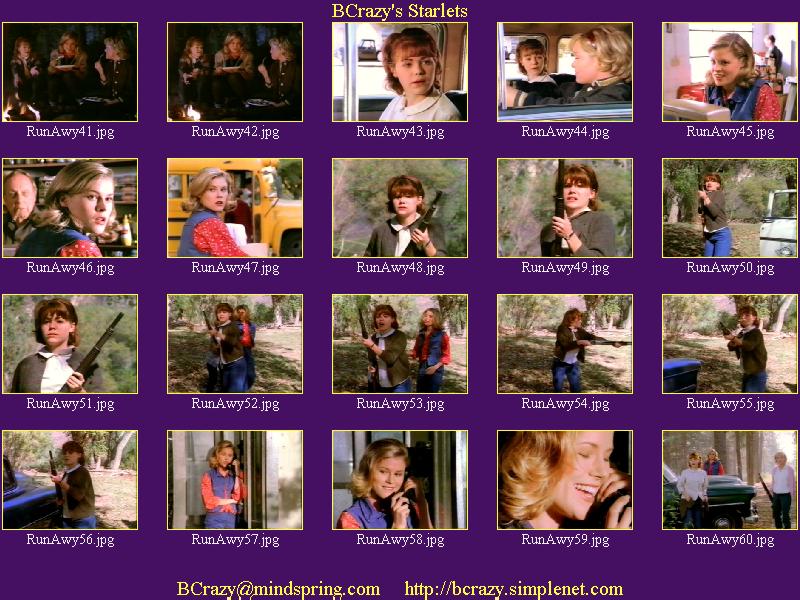 BCrazy's Starlets
RunAwy41.jpg RunAwy42.jpg RunAwy43.jpg RunAwy44.jpg RunAwy45.jpg
RunAwy46.jpg RunAwy47.jpg RunAwy48.jpg RunAwy49.jpg RunAwy50.jpg
RunAwy51.jpg RunAwy52.jpg RunAwy53.jpg RunAwy54.jpg RunAwy55.jpg
RunAwy56.jpg RunAwy57.jpg RunAwy58.jpg RunAwy59.jpg RunAwy60.jpg
BCrazy@mindspring.com http://bcrazy.simplenet.com